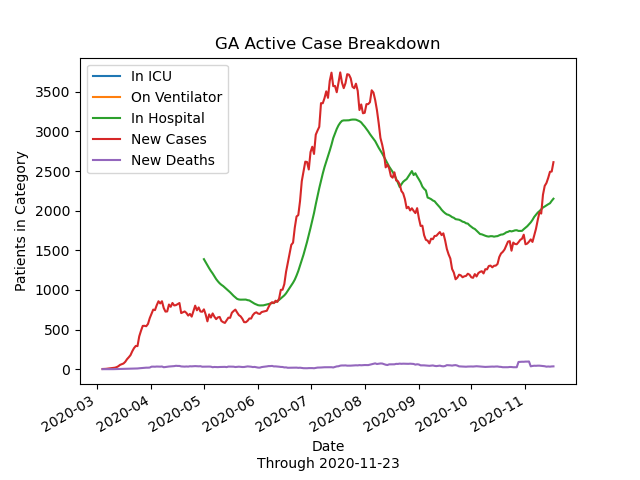 GA Active Case Breakdown
In ICU
On Ventilator
In Hospital
New Cases
New Deaths
Patients in Category
3500
3000
2500
2000
1500
1000
500
0
2020-03
2020-04
2020-05
2020-06
2020-07
2020-08
2020-09
2020-10
2020-11
Date
Through 2020-11-23